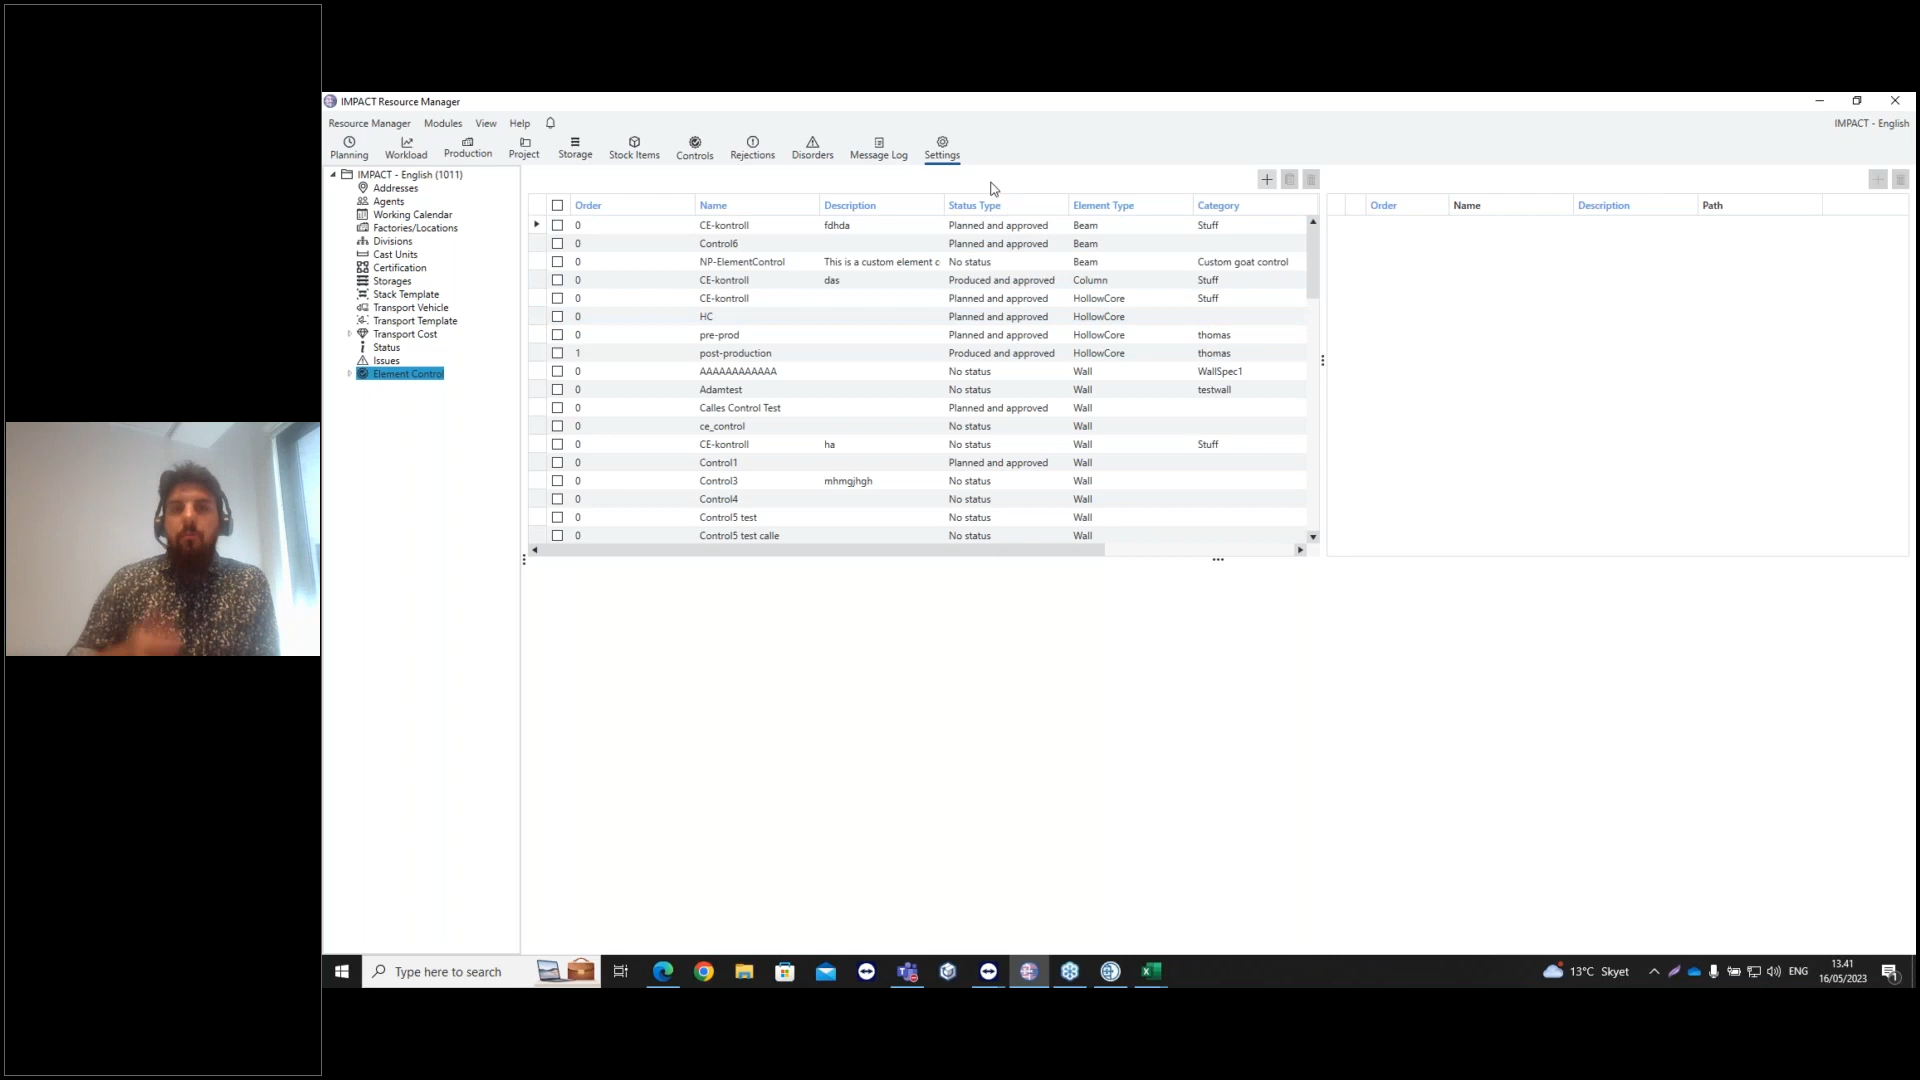 IMPACT Resource Manager
Resource Manager Modules View Help
IMPACT - English
Planning Workload Production Project Storage Stock Items Controls Rejections Disorders Message Log Settings
IMPACT - English (1011)
Addresses
Agents
Working Calendar
Factories/Locations
Divisions
Cast Units
Certification
Storages
Stack Template
Transport Vehicle
Transport Template
Transport Cost
Status
Issues
Element Control
Order Name Description Status Type Element Type Category
0 CE-kontroll fdhda Planned and approved Beam Stuff
0 Control6 Planned and approved Beam
0 NP-ElementControl This is a custom element c No status Beam Custom goat control
0 CE-kontroll das Produced and approved Column Stuff
0 CE-kontroll Planned and approved HollowCore Stuff
0 HC Planned and approved HollowCore
0 pre-prod Planned and approved HollowCore thomas
1 post-production Produced and approved HollowCore thomas
0 AAAAAAAAAAAA No status Wall WallSpec1
0 Adamtest No status Wall testwall
0 Calles Control Test Planned and approved Wall
0 ce_control No status Wall
0 CE-kontroll ha No status Wall Stuff
0 Control1 Planned and approved Wall
0 Control3 mhmgjhgh No status Wall
0 Control4 No status Wall
0 Control5 test No status Wall
0 Control5 test calle No status Wall
Order Name Description Path
Type here to search
13°C Skyet
ENG
13.41
16/05/2023
1